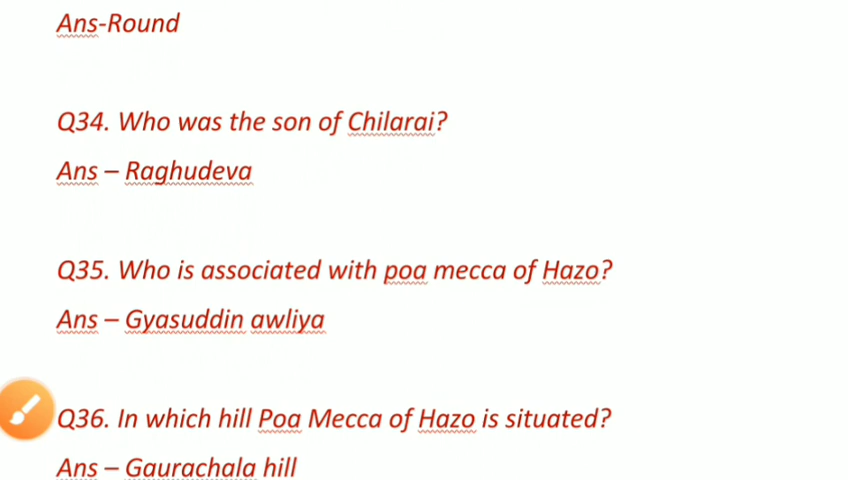 Ans-Round
Q34. Who was the son of Chilarai?
Ans – Raghudeva
Q35. Who is associated with poa mecca of Hazo?
Ans – Gyasuddin awliya
Q36. In which hill Poa Mecca of Hazo is situated?
Ans – Gaurachala hill